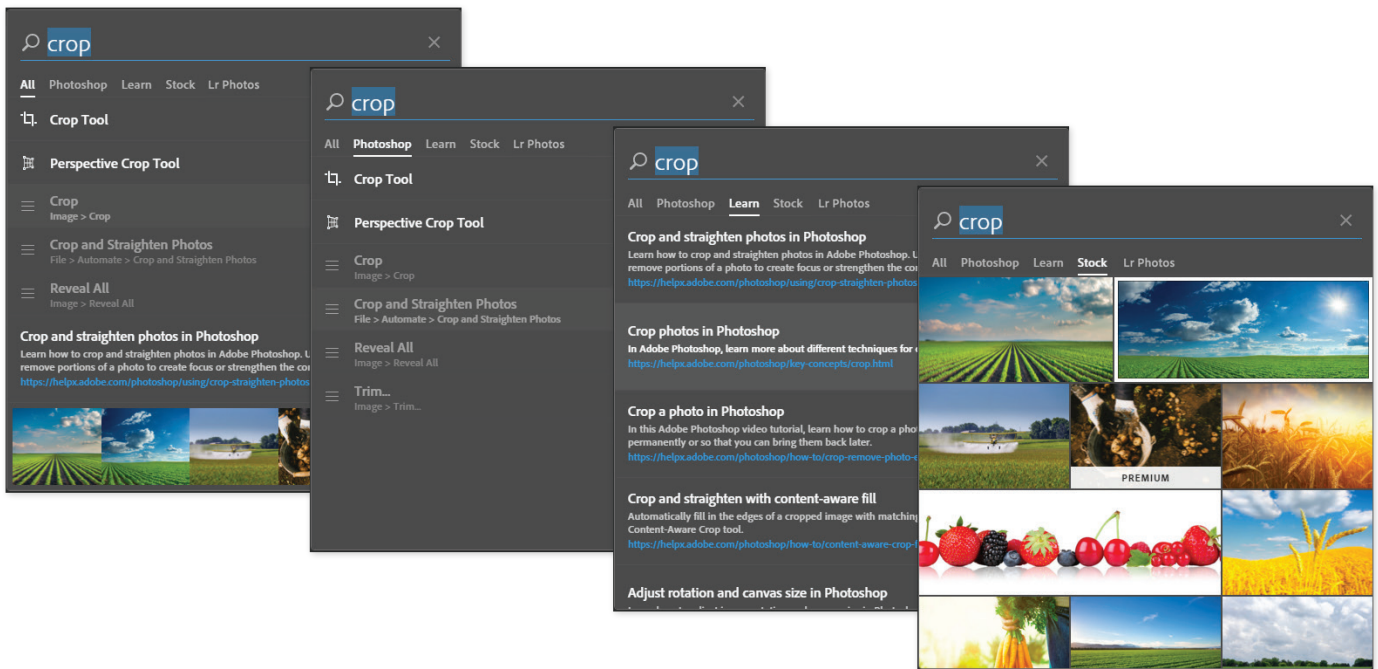 crop
All Photoshop Learn Stock Lr Photos
Crop Tool
Perspective Crop Tool
Crop
Image > Crop
Crop and Straighten Photos
File > Automate > Crop and Straighten Photos
Reveal All
Image > Reveal All
Crop and straighten photos in Photoshop
Learn how to crop and straighten photos in Adobe Photoshop.
remove portions of a photo to create focus or strengthen the
https://helpx.adobe.com/photoshop/using/crop-straighten-photos
crop
All Photoshop Learn Stock Lr Photos
Crop Tool
Perspective Crop Tool
Crop
Image > Crop
Crop and Straighten Photos
File > Automate > Crop and Straighten Photos
Reveal All
Image > Reveal All
Trim...
Image > Trim...
crop
All Photoshop Learn Stock Lr Photos
Crop and straighten photos in Photoshop
Learn how to crop and straighten photos in Adobe Photoshop.
remove portions of a photo to create focus or strengthen the
https://helpx.adobe.com/photoshop/using/crop-straighten-photos
Crop photos in Photoshop
In Adobe Photoshop, learn more about different techniques for
https://helpx.adobe.com/photoshop/key-concepts/crop.html
Crop a photo in Photoshop
In this Adobe Photoshop video tutorial, learn how to crop a
permanently or so that you can bring them back later.
https://helpx.adobe.com/photoshop/how-to/crop-remove-photo-
Crop and straighten with content-aware fill
Automatically fill in the edges of a cropped image with matching
Content-Aware Crop tool.
https://helpx.adobe.com/photoshop/how-to/content-aware-crop-
Adjust rotation and canvas size in Photoshop
crop
All Photoshop Learn Stock Lr Photos
PREMIUM